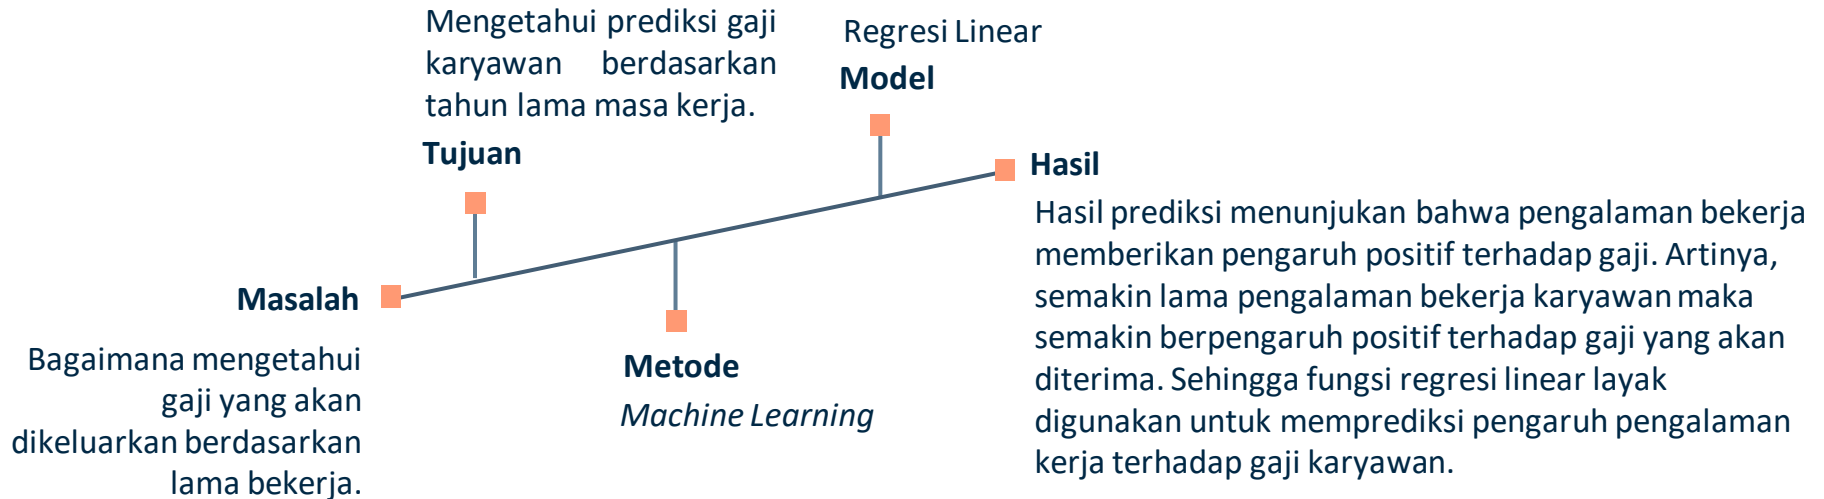 Mengetahui prediksi gaji
karyawan berdasarkan
tahun lama masa kerja.
Tujuan
Regresi Linear
Model
Masalah
Bagaimana mengetahui
gaji yang akan
dikeluarkan berdasarkan
lama bekerja.
Metode
Machine Learning
Hasil
Hasil prediksi menunjukan bahwa pengalaman bekerja
memberikan pengaruh positif terhadap gaji. Artinya,
semakin lama pengalaman bekerja karyawan maka
semakin berpengaruh positif terhadap gaji yang akan
diterima. Sehingga fungsi regresi linear layak
digunakan untuk memprediksi pengaruh pengalaman
kerja terhadap gaji karyawan.